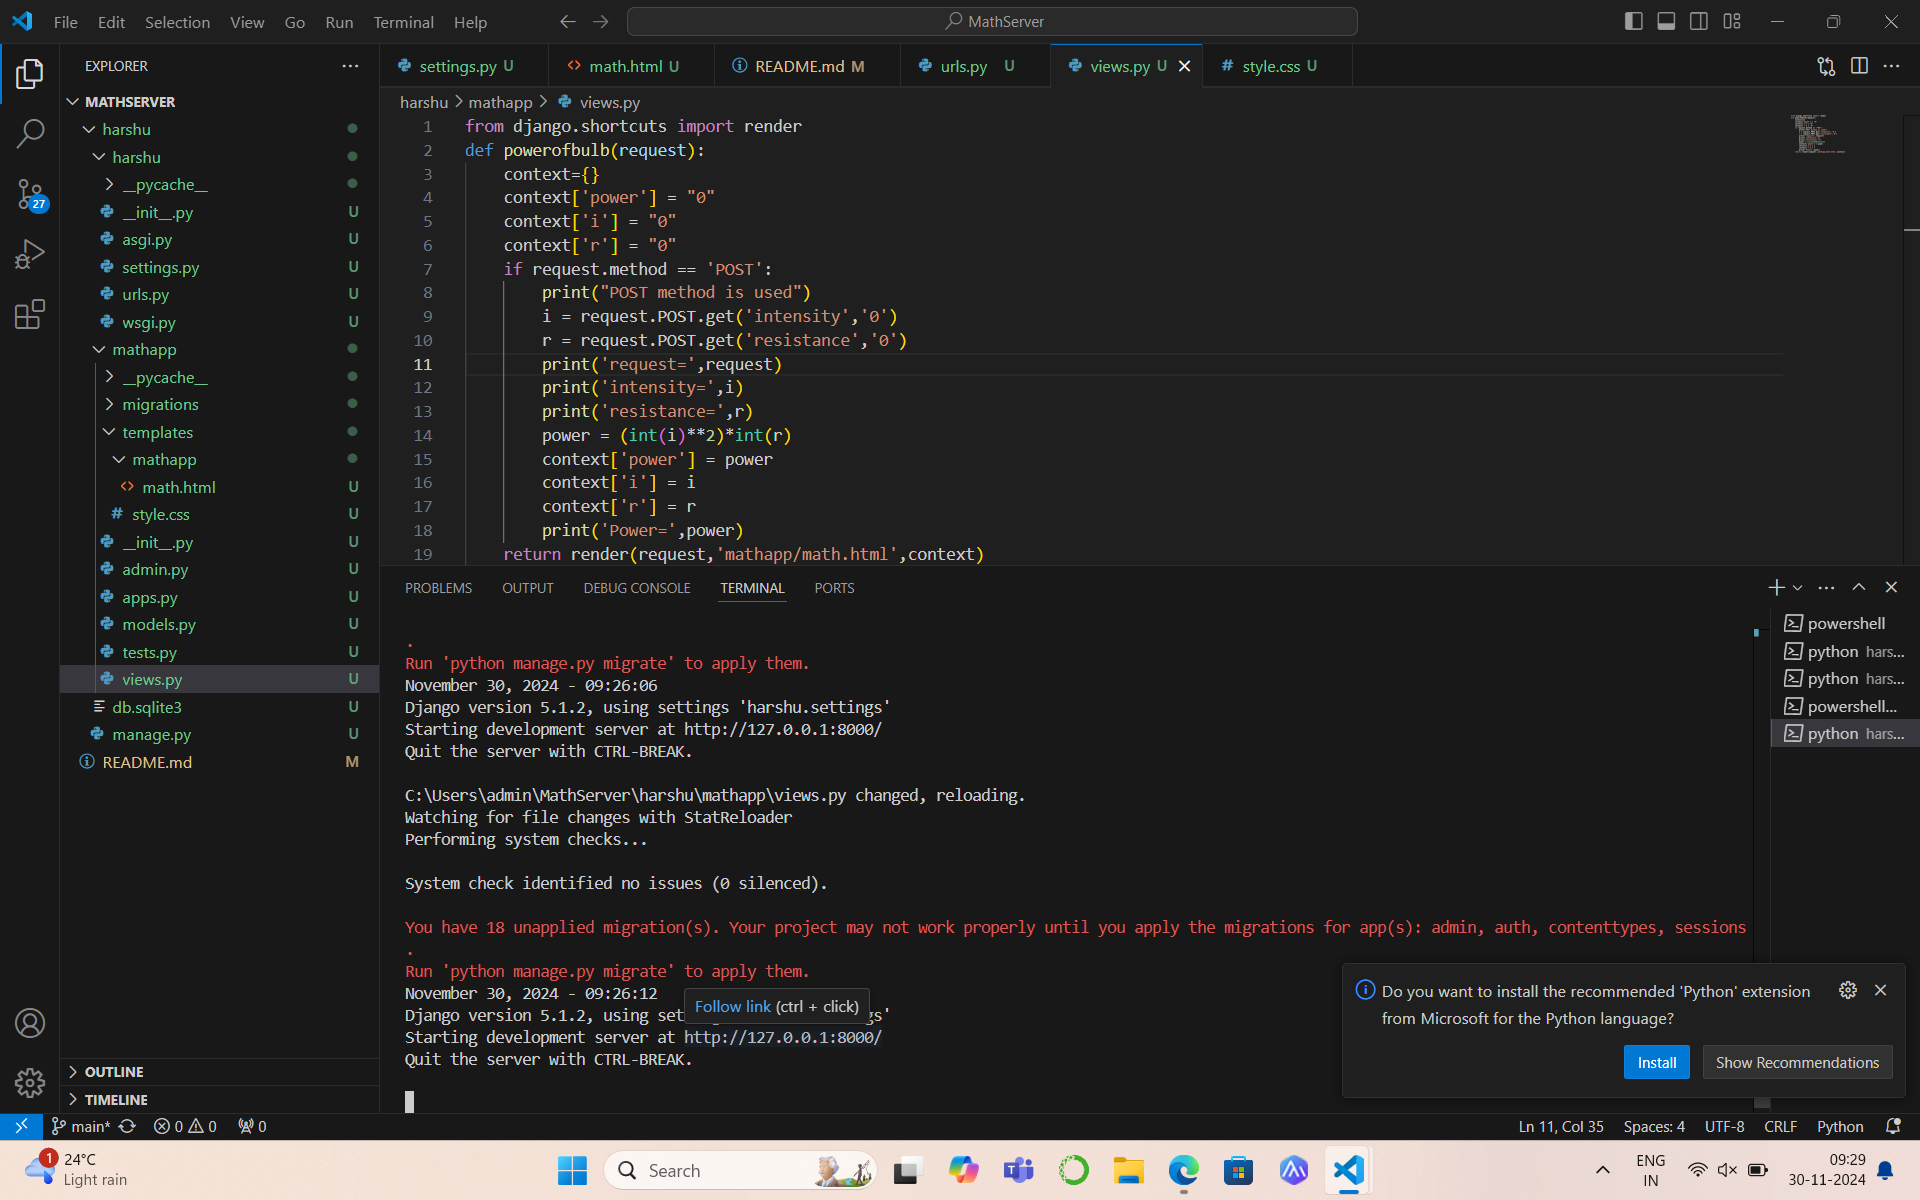 File Edit Selection View Go Run Terminal Help
MathServer
EXPLORER
MATHSERVER
harshu
harshu
__pycache__
__init__.py U
asgi.py U
settings.py U
urls.py U
wsgi.py U
mathapp
__pycache__
migrations
templates
mathapp
math.html U
style.css U
__init__.py U
admin.py U
apps.py U
models.py U
tests.py U
views.py U
db.sqlite3 U
manage.py U
README.md M
OUTLINE
TIMELINE
27
settings.py U math.html U README.md M urls.py U views.py U style.css U
harshu > mathapp > views.py
1 from django.shortcuts import render
2 def powerofbulb(request):
3 context={}
4 context['power'] = "0"
5 context['i'] = "0"
6 context['r'] = "0"
7 if request.method == 'POST':
8 print("POST method is used")
9 i = request.POST.get('intensity','0')
10 r = request.POST.get('resistance','0')
11 print('request=',request)
12 print('intensity=',i)
13 print('resistance=',r)
14 power = (int(i)**2)*int(r)
15 context['power'] = power
16 context['i'] = i
17 context['r'] = r
18 print('Power=',power)
19 return render(request,'mathapp/math.html',context)
PROBLEMS OUTPUT DEBUG CONSOLE TERMINAL PORTS
.
Run 'python manage.py migrate' to apply them.
November 30, 2024 - 09:26:06
Django version 5.1.2, using settings 'harshu.settings'
Starting development server at http://127.0.0.1:8000/
Quit the server with CTRL-BREAK.
C:\Users\admin\MathServer\harshu\mathapp\views.py changed, reloading.
Watching for file changes with StatReloader
Performing system checks...
System check identified no issues (0 silenced).
You have 18 unapplied migration(s). Your project may not work properly until you apply the migrations for app(s): admin, auth, contenttypes, sessions
.
Run 'python manage.py migrate' to apply them.
November 30, 2024 - 09:26:12
Follow link (ctrl + click)
Django version 5.1.2, using set gs'
Starting development server at http://127.0.0.1:8000/
Quit the server with CTRL-BREAK.
powershell
python hars...
python hars...
powershell...
python hars...
Do you want to install the recommended 'Python' extension
from Microsoft for the Python language?
Install Show Recommendations
main* 0 0 0
Ln 11, Col 35 Spaces: 4 UTF-8 CRLF Python
1
24°C
Light rain
Search
ENG
IN
09:29
30-11-2024